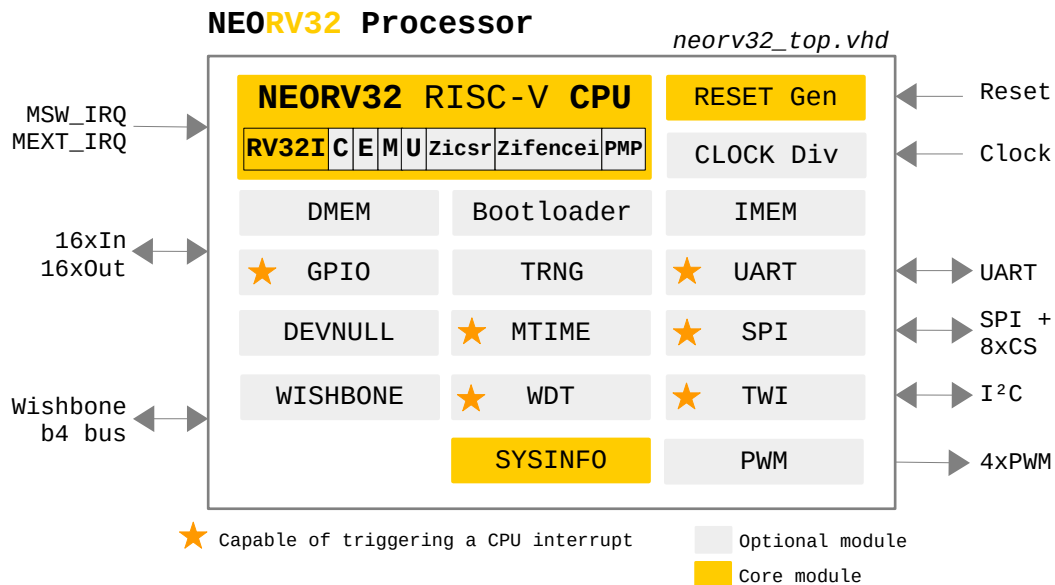 NEORV32 Processor
neorv32_top.vhd
NEORV32 RISC-V CPU
RV32I C E M U Zicsr Zifencei PMP
RESET Gen
CLOCK Div
MSW_IRQ
MEXT_IRQ
Reset
Clock
DMEM Bootloader IMEM
16xIn
16xOut
GPIO TRNG UART
UART
DEVNULL MTIME SPI
SPI +
8xCS
WISHBONE WDT TWI
I²C
Wishbone
b4 bus
SYSINFO PWM
4xPWM
Capable of triggering a CPU interrupt
Optional module
Core module